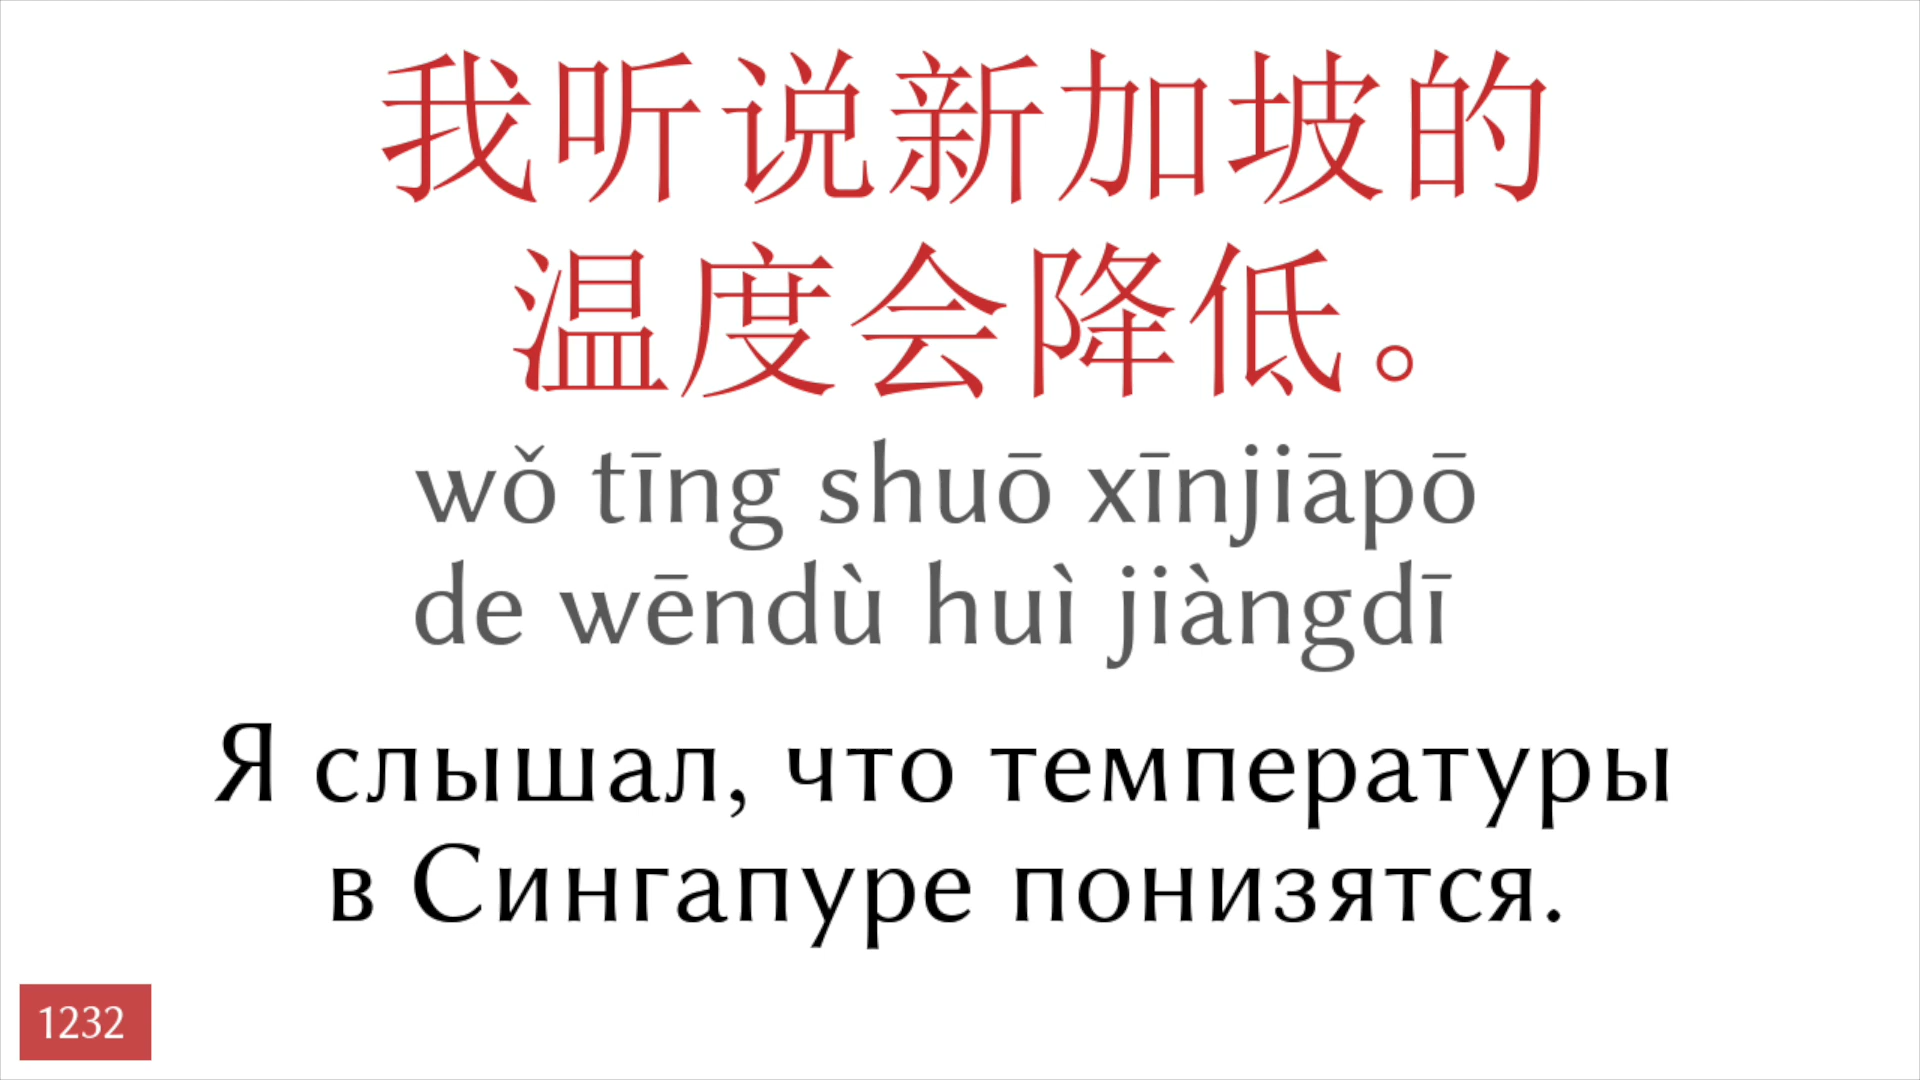 我听说新加坡的
温度会降低。
wǒ tīng shuō xīnjiāpō
de wēndù huì jiàngdī
Я слышал, что температуры
в Сингапуре понизятся.
1232